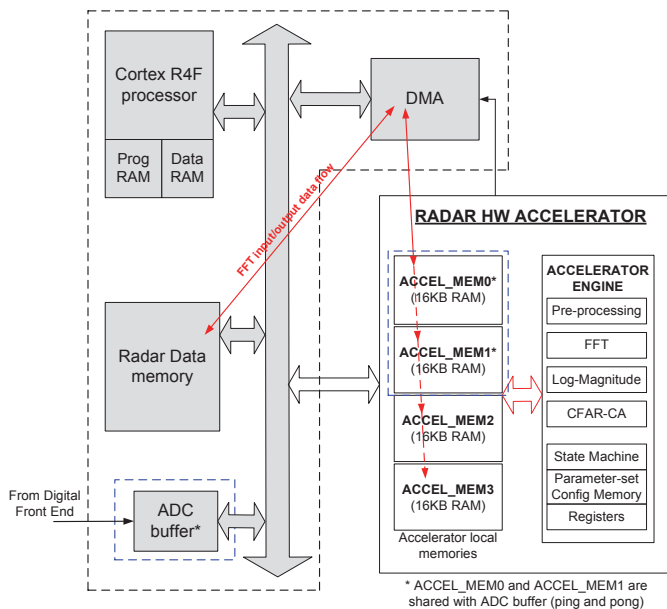 Cortex R4F
processor
Prog
RAM
Data
RAM
DMA
FFT input/output data flow
Radar Data
memory
From Digital
Front End
ADC
buffer*
RADAR HW ACCELERATOR
ACCEL_MEM0*
(16KB RAM)
ACCEL_MEM1*
(16KB RAM)
ACCEL_MEM2
(16KB RAM)
ACCEL_MEM3
(16KB RAM)
Accelerator local
memories
ACCELERATOR
ENGINE
Pre-processing
FFT
Log-Magnitude
CFAR-CA
State Machine
Parameter-set
Config Memory
Registers
* ACCEL_MEM0 and ACCEL_MEM1 are
shared with ADC buffer (ping and pong)